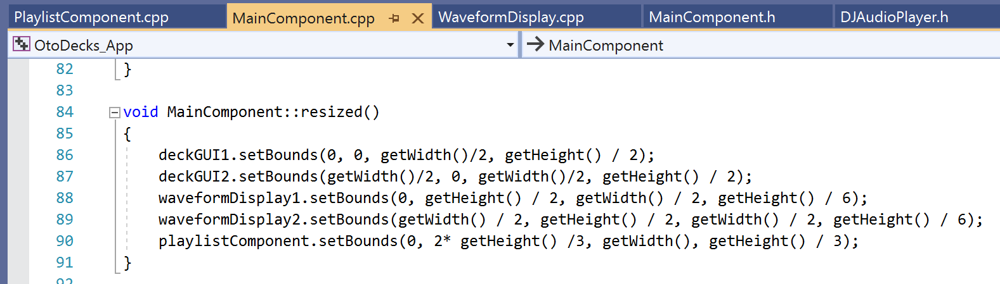 PlaylistComponent.cpp MainComponent.cpp WaveformDisplay.cpp MainComponent.h DJAudioPlayer.h
OtoDecks_App MainComponent
82 }
83
84 void MainComponent::resized()
85 {
86 deckGUI1.setBounds(0, 0, getWidth()/2, getHeight() / 2);
87 deckGUI2.setBounds(getWidth()/2, 0, getWidth()/2, getHeight() / 2);
88 waveformDisplay1.setBounds(0, getHeight() / 2, getWidth() / 2, getHeight() / 6);
89 waveformDisplay2.setBounds(getWidth() / 2, getHeight() / 2, getWidth() / 2, getHeight() / 6);
90 playlistComponent.setBounds(0, 2* getHeight() /3, getWidth(), getHeight() / 3);
91 }
92